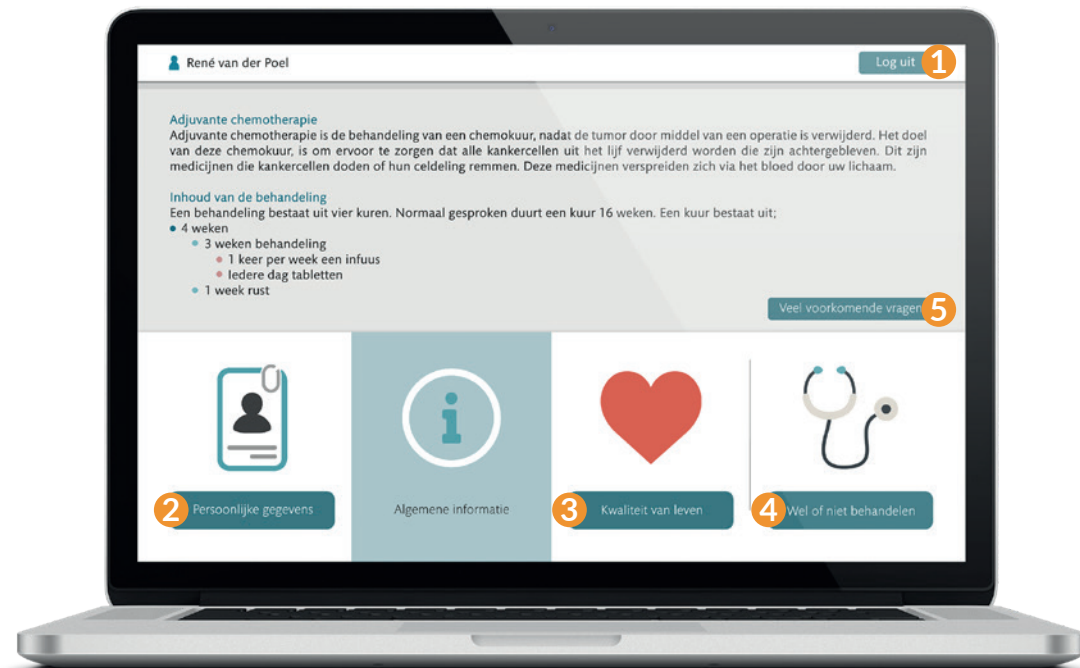 René van der Poel
Log uit 1
Adjuvante chemotherapie
Adjuvante chemotherapie is de behandeling van een chemokuur, nadat de tumor door middel van een operatie is verwijderd. Het doel
van deze chemokuur, is om ervoor te zorgen dat alle kankercellen uit het lijf verwijderd worden die zijn achtergebleven. Dit zijn
medicijnen die kankercellen doden of hun celdeling remmen. Deze medicijnen verspreiden zich via het bloed door uw lichaam.
Inhoud van de behandeling
Een behandeling bestaat uit vier kuren. Normaal gesproken duurt een kuur 16 weken. Een kuur bestaat uit;
• 4 weken
• 3 weken behandeling
• 1 keer per week een infuus
• Iedere dag tabletten
• 1 week rust
Veel voorkomende vragen 5
2 Persoonlijke gegevens
Algemene informatie
3 Kwaliteit van leven
4 Wel of niet behandelen